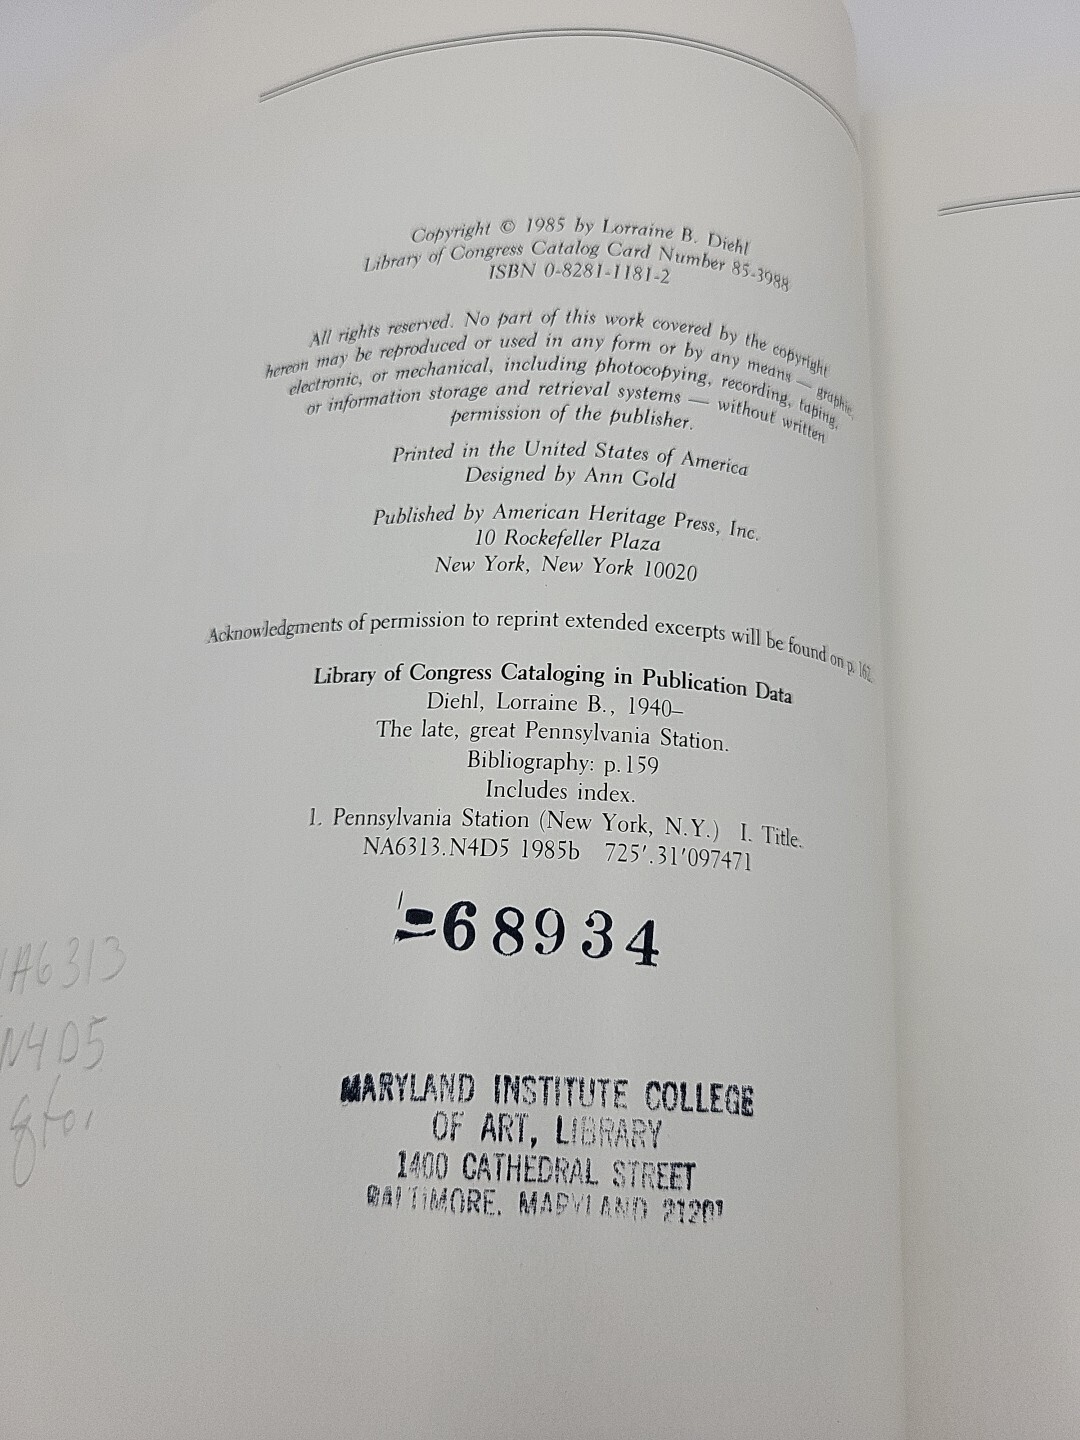 Copyright © 1985 by Lorraine B. Diehl
Library of Congress Catalog Card Number 85-3988
ISBN 0-8281-1181-2
All rights reserved. No part of this work covered by the copyright
hereon may be reproduced or used in any form or by any means — graphic,
electronic, or mechanical, including photocopying, recording, taping,
or information storage and retrieval systems — without written
permission of the publisher.
Printed in the United States of America
Designed by Ann Gold
Published by American Heritage Press, Inc.
10 Rockefeller Plaza
New York, New York 10020
Acknowledgments of permission to reprint extended excerpts will be found on p. 162.
Library of Congress Cataloging in Publication Data
Diehl, Lorraine B., 1940–
The late, great Pennsylvania Station.
Bibliography: p.159
Includes index.
1. Pennsylvania Station (New York, N.Y.) I. Title.
NA6313.N4D5 1985b 725'.31'097471
68934
NA6313
N4D5
MARYLAND INSTITUTE COLLEGE
OF ART, LIBRARY
1400 CATHEDRAL STREET
BALTIMORE, MARYLAND 21201